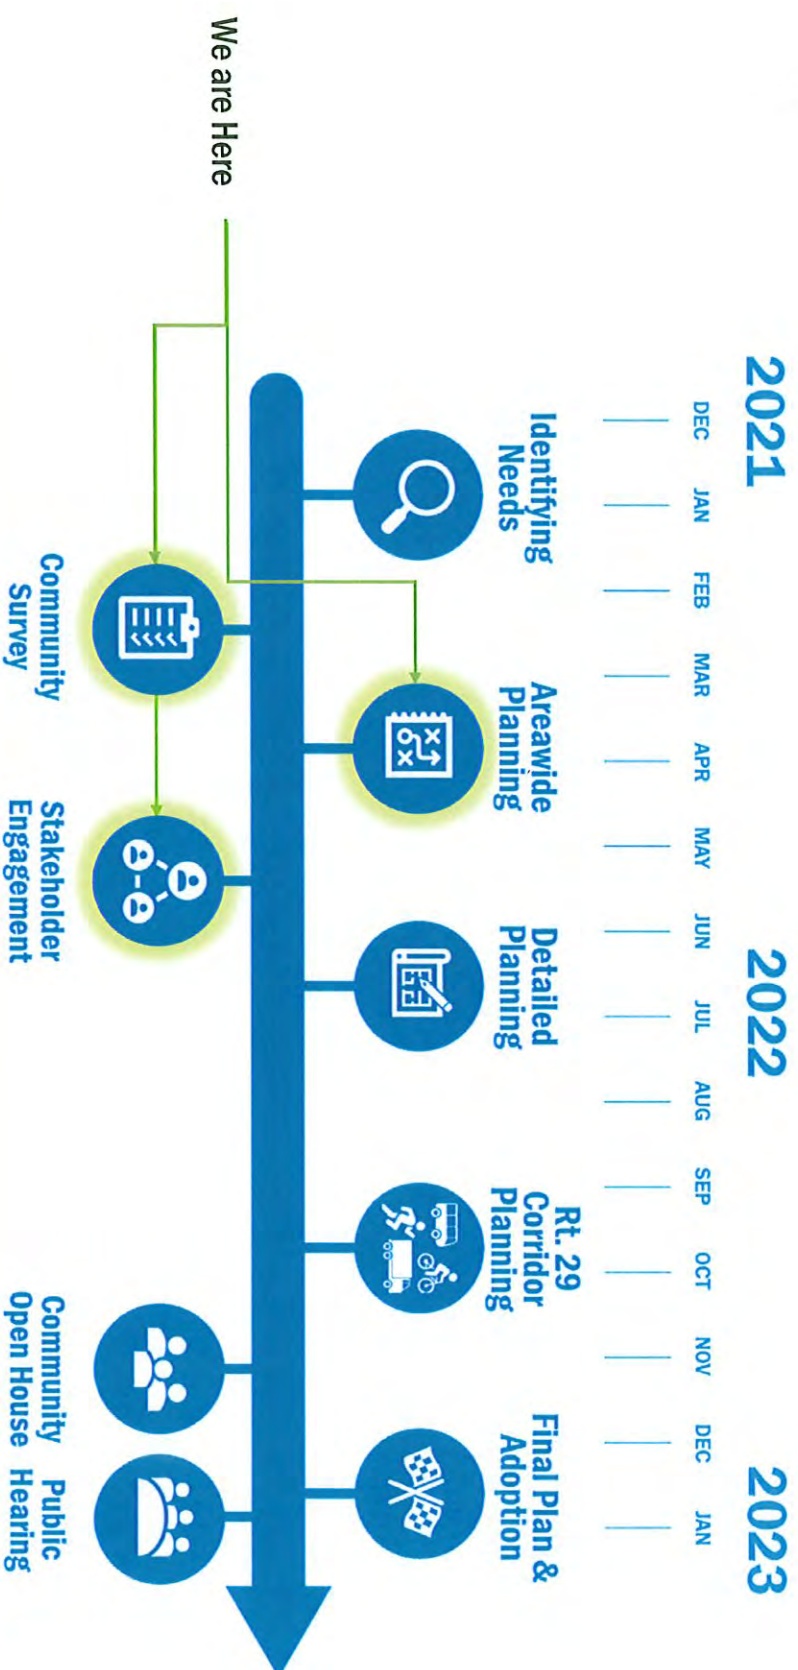 2021
2022
2023
DEC
JAN
FEB
MAR
APR
MAY
JUN
JUL
AUG
SEP
OCT
NOV
DEC
JAN
Identifying
Needs
Areawide
Planning
Detailed
Planning
Rt. 29
Corridor
Planning
Final Plan &
Adoption
We are Here
Community
Survey
Stakeholder
Engagement
Community
Open House
Public
Hearing